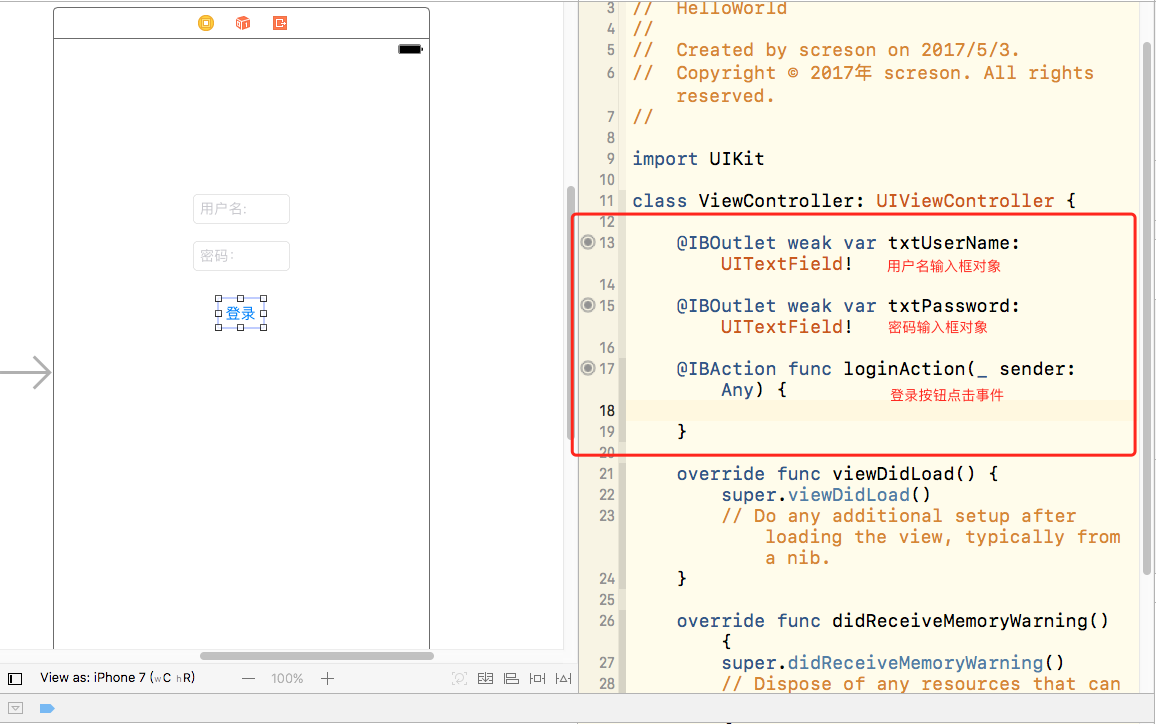 用户名:
密码:
登录
View as: iPhone 7 (wC hR)
100%
3 // HelloWorld
4 //
5 // Created by screson on 2017/5/3.
6 // Copyright © 2017年 screson. All rights
reserved.
7 //
8
9 import UIKit
10
11 class ViewController: UIViewController {
12
13 @IBOutlet weak var txtUserName:
UITextField! 用户名输入框对象
14
15 @IBOutlet weak var txtPassword:
UITextField! 密码输入框对象
16
17 @IBAction func loginAction(_ sender:
Any) { 登录按钮点击事件
18
19 }
20
21 override func viewDidLoad() {
22 super.viewDidLoad()
23 // Do any additional setup after
loading the view, typically from
a nib.
24 }
25
26 override func didReceiveMemoryWarning()
{
27 super.didReceiveMemoryWarning()
28 // Dispose of any resources that can